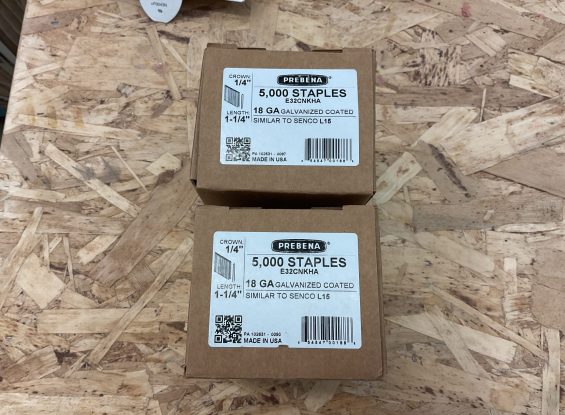 PREBENA
CROWN:
1/4"
5,000 STAPLES
E32CNKHA
18 GA GALVANIZED COATED
LENGTH:
1-1/4"
SIMILAR TO SENCO L15
MADE IN USA
PREBENA
CROWN:
1/4"
5,000 STAPLES
E32CNKHA
18 GA GALVANIZED COATED
LENGTH:
1-1/4"
SIMILAR TO SENCO L15
MADE IN USA